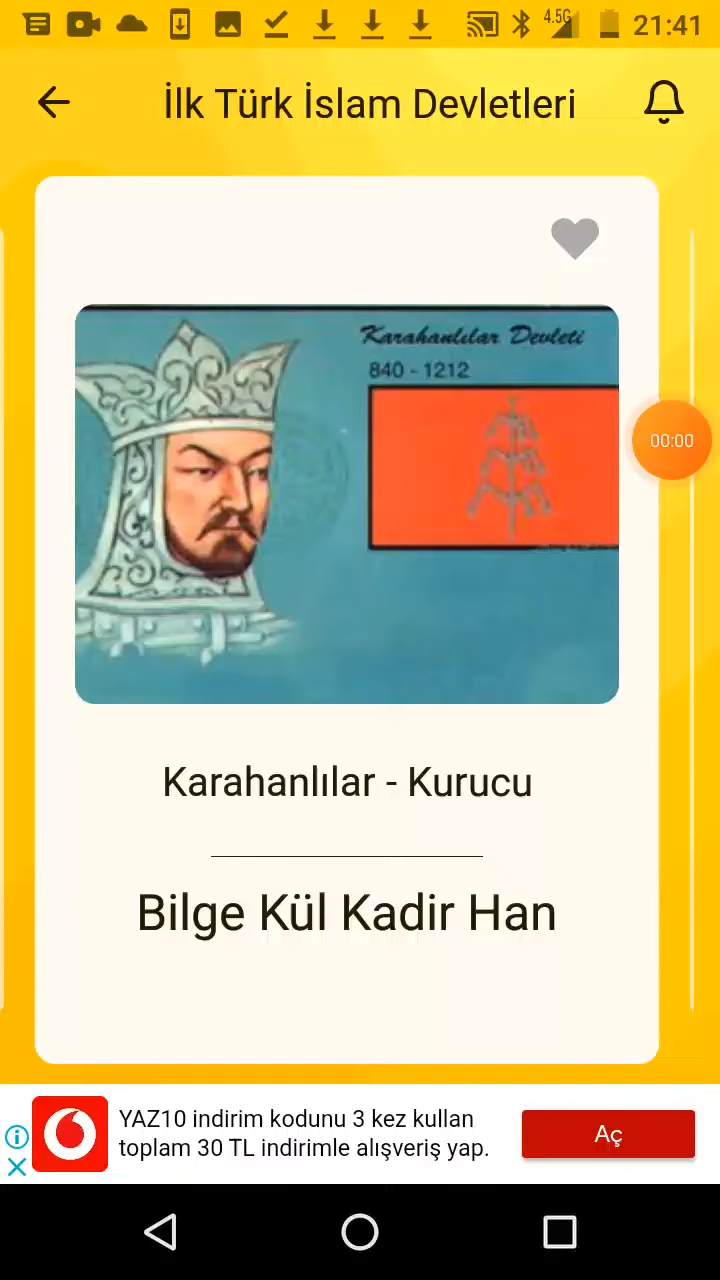 4.5G
21:41
İlk Türk İslam Devletleri
Karahanlılar Devleti
840 - 1212
00:00
Karahanlılar - Kurucu
Bilge Kül Kadir Han
YAZ10 indirim kodunu 3 kez kullan
toplam 30 TL indirimle alışveriş yap.
Aç